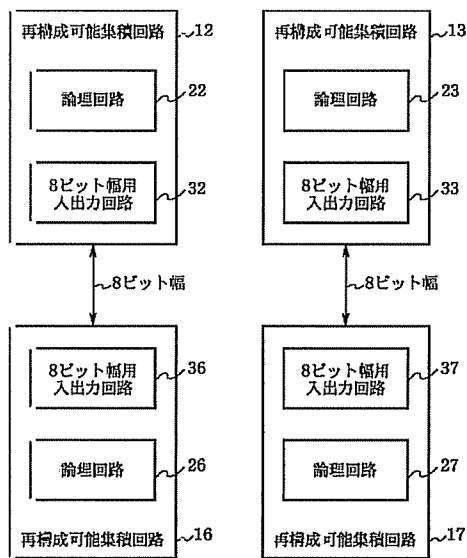 再構成可能集積回路 12
論理回路 22
8ビット幅用
入出力回路 32
8ビット幅
8ビット幅用
入出力回路 36
論理回路 26
再構成可能集積回路 16
再構成可能集積回路 13
論理回路 23
8ビット幅用
入出力回路 33
8ビット幅
8ビット幅用
入出力回路 37
論理回路 27
再構成可能集積回路 17